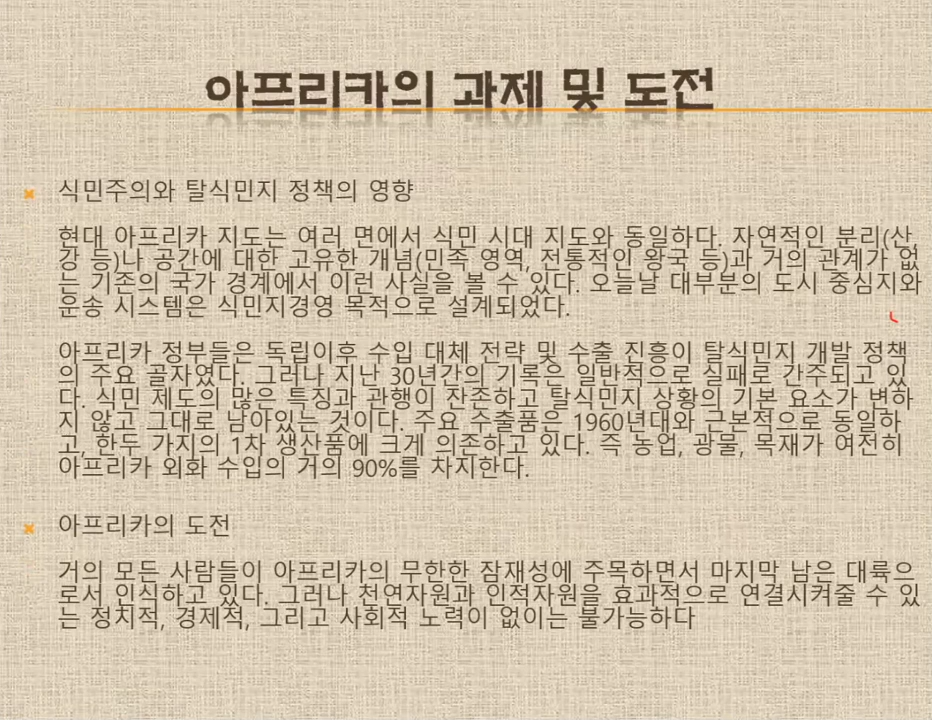 아프리카의 과제 및 도전
식민주의와 탈식민지 정책의 영향
현대 아프리카 지도는 여러 면에서 식민 시대 지도와 동일하다. 자연적인 분리(산,
강 등)나 공간에 대한 고유한 개념(민족 영역, 전통적인 왕국 등)과 거의 관계가 없
는 기존의 국가 경계에서 이런 사실을 볼 수 있다. 오늘날 대부분의 도시 중심지와
운송 시스템은 식민지경영 목적으로 설계되었다.
아프리카 정부들은 독립이후 수입 대체 전략 및 수출 진흥이 탈식민지 개발 정책
의 주요 골자였다. 그러나 지난 30년간의 기록은 일반적으로 실패로 간주되고 있
다. 식민 제도의 많은 특징과 관행이 잔존하고 탈식민지 상황의 기본 요소가 변하
지 않고 그대로 남아있는 것이다. 주요 수출품은 1960년대와 근본적으로 동일하
고, 한두 가지의 1차 생산품에 크게 의존하고 있다. 즉 농업, 광물, 목재가 여전히
아프리카 외화 수입의 거의 90%를 차지한다.
아프리카의 도전
거의 모든 사람들이 아프리카의 무한한 잠재성에 주목하면서 마지막 남은 대륙으
로서 인식하고 있다. 그러나 천연자원과 인적자원을 효과적으로 연결시켜줄 수 있
는 정치적, 경제적, 그리고 사회적 노력이 없이는 불가능하다